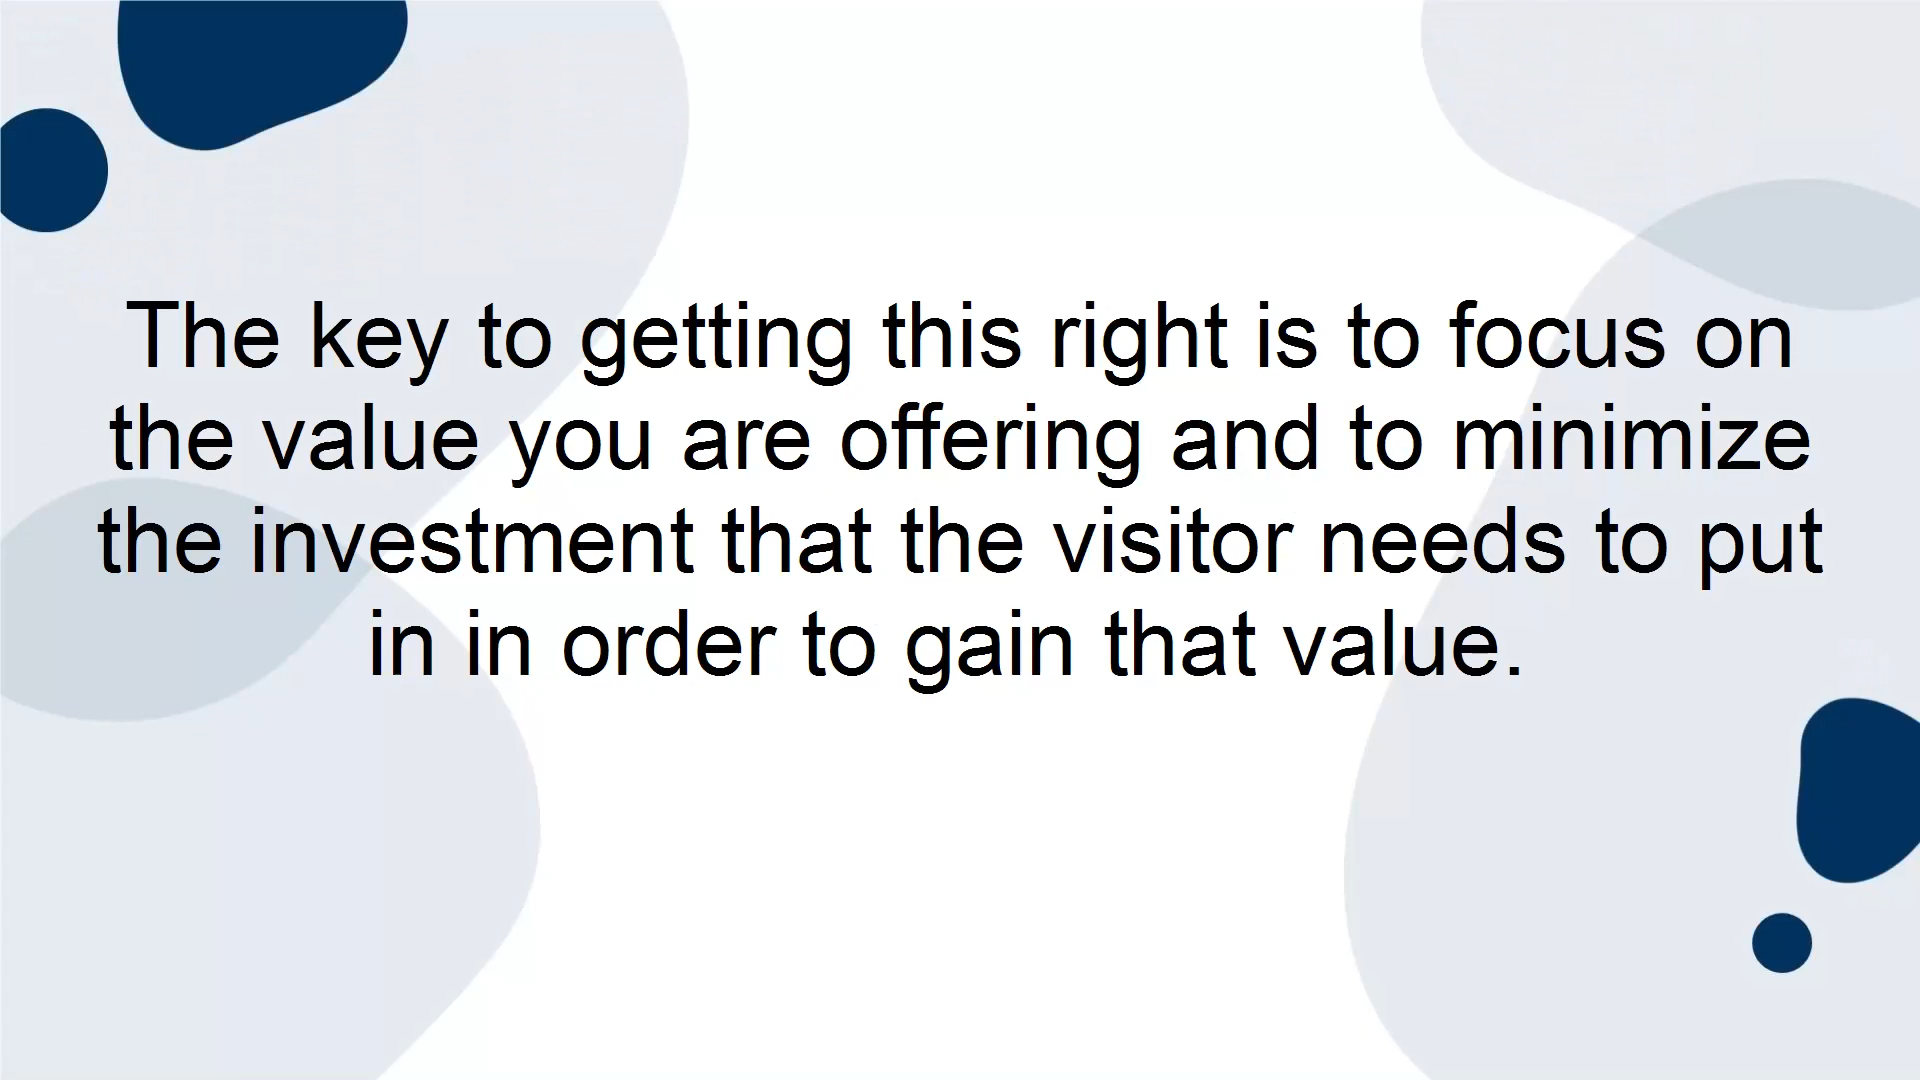 The key to getting this right is to focus on
the value you are offering and to minimize
the investment that the visitor needs to put
in in order to gain that value.